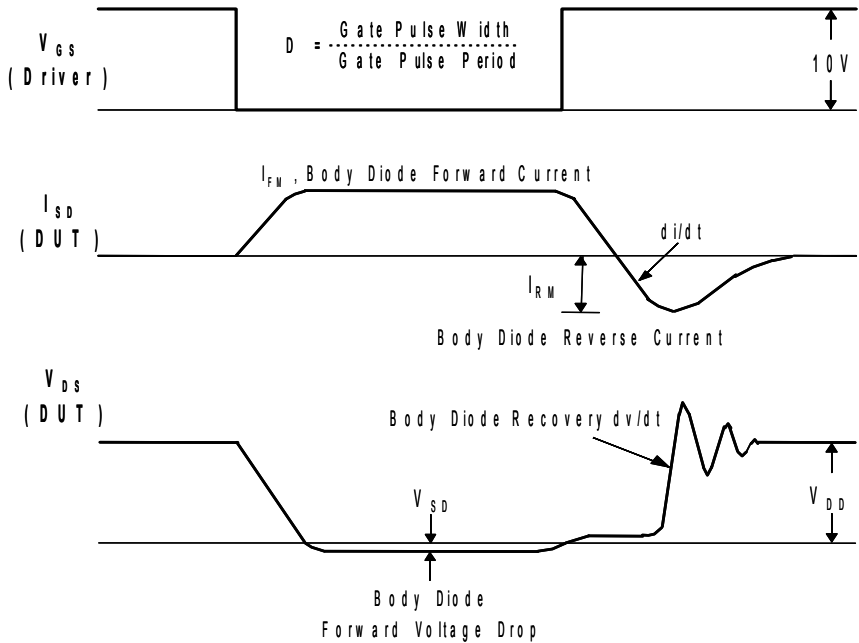 V_GS
(Driver)
D = Gate Pulse Width
Gate Pulse Period
10V
I_FM , Body Diode Forward Current
I_SD
(DUT)
di/dt
I_RM
Body Diode Reverse Current
V_DS
(DUT)
Body Diode Recovery dv/dt
V_SD
V_DD
Body Diode
Forward Voltage Drop